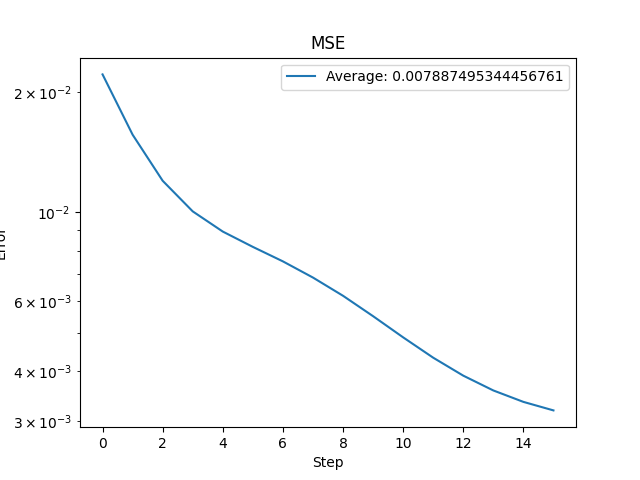 MSE
Average: 0.007887495344456761
2 × 10⁻²
10⁻²
6 × 10⁻³
4 × 10⁻³
3 × 10⁻³
Error
0 2 4 6 8 10 12 14
Step